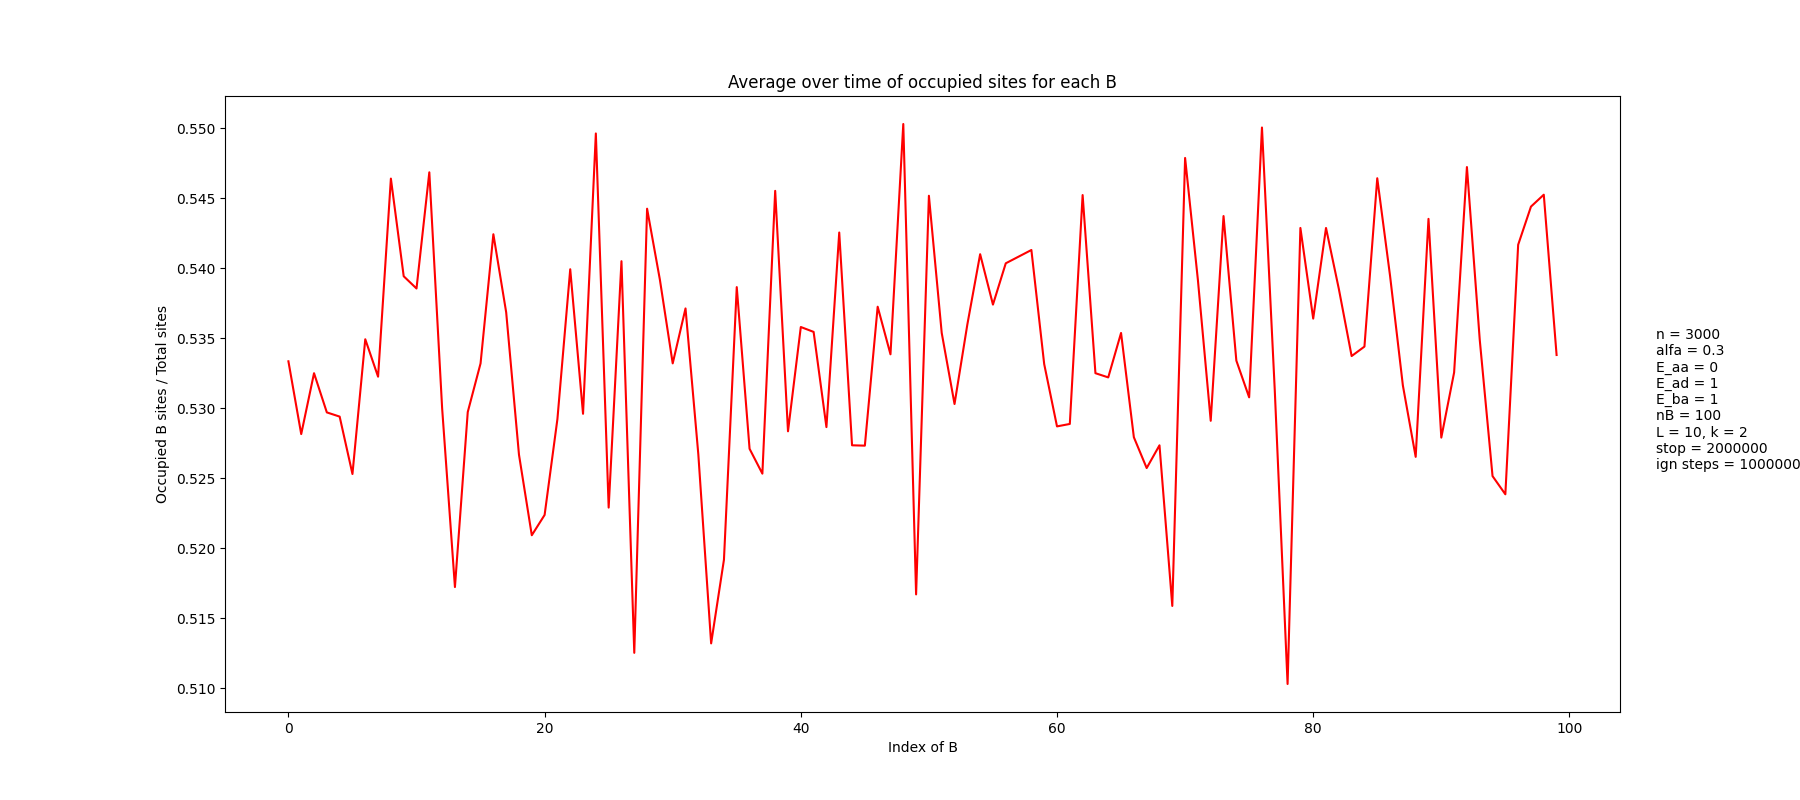 Average over time of occupied sites for each B
Occupied B sites / Total sites
0.550
0.545
0.540
0.535
0.530
0.525
0.520
0.515
0.510
0
20
40
60
80
100
Index of B
n = 3000
alfa = 0.3
E_aa = 0
E_ad = 1
E_ba = 1
nB = 100
L = 10, k = 2
stop = 2000000
ign steps = 1000000